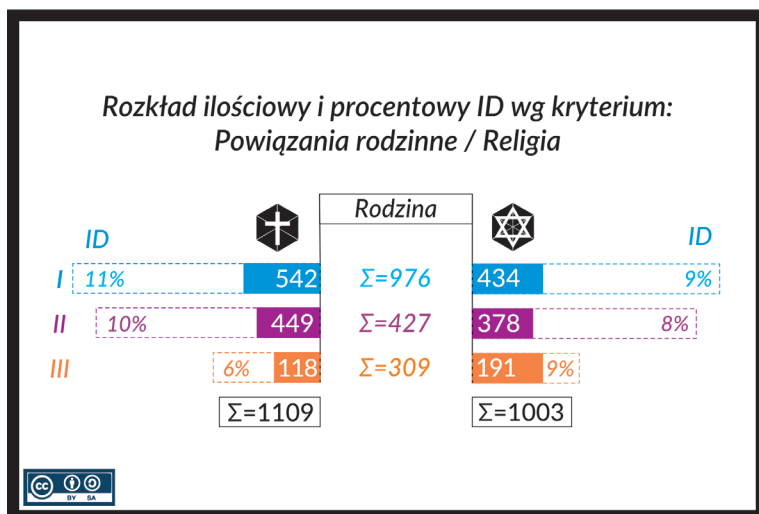 Rozkład ilościowy i procentowy ID wg kryterium:
Powiązania rodzinne / Religia
Rodzina
ID ID
I 11% 542 Σ=976 434 9%
II 10% 449 Σ=427 378 8%
III 6% 118 Σ=309 191 9%
Σ=1109 Σ=1003
cc BY SA